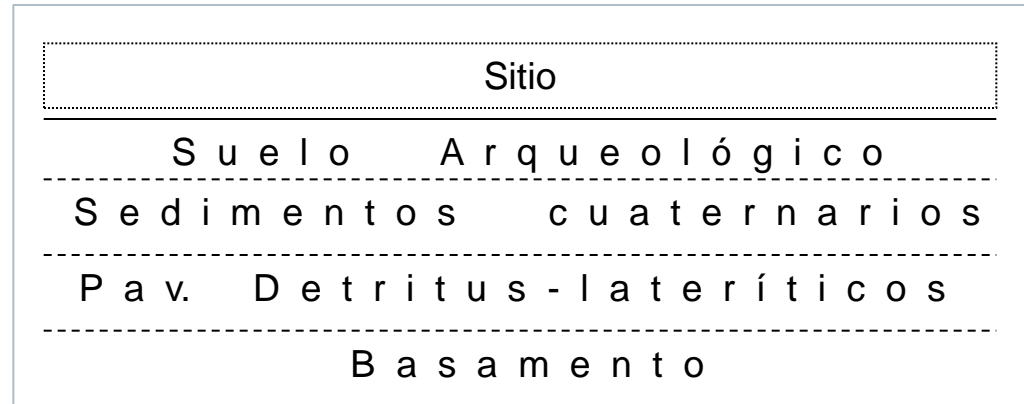 Sitio
Suelo Arqueológico
Sedimentos cuaternarios
Pav. Detritus-lateríticos
Basamento